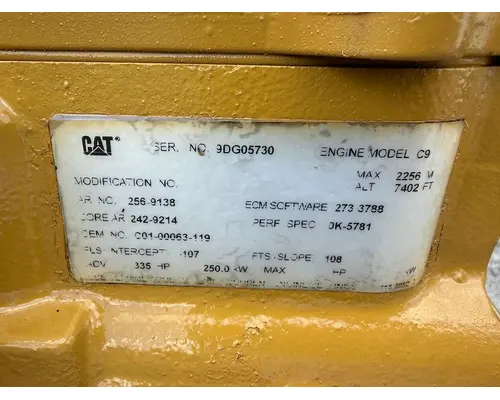 CAT SER. NO. 9DG05730 ENGINE MODEL C9
MAX 2256 M
MODIFICATION NO. ALT 7402 FT
AR. NO. 256-9138 ECM SOFTWARE 273-3788
CORE AR 242-9214 PERF SPEC 0K-5781
OEM NO. C01-00063-119
FLS INTERCEPT 107 FTS SLOPE 108
ADV 335 HP 250.0 KW MAX HP KW